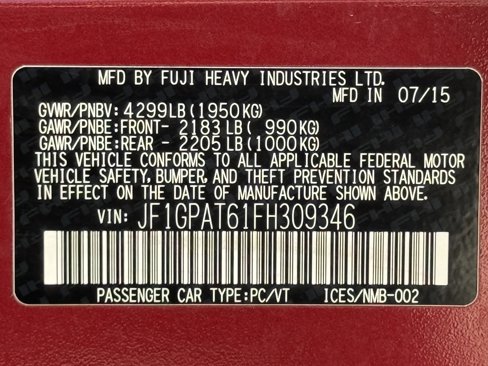 MFD BY FUJI HEAVY INDUSTRIES LTD.
MFD IN 07/15
GVWR/PNBV: 4299LB (1950KG)
GAWR/PNBE: FRONT- 2183 LB ( 990KG)
GAWR/PNBE: REAR - 2205 LB (1000KG)
THIS VEHICLE CONFORMS TO ALL APPLICABLE FEDERAL MOTOR
VEHICLE SAFETY, BUMPER, AND THEFT PREVENTION STANDARDS
IN EFFECT ON THE DATE OF MANUFACTURE SHOWN ABOVE.
VIN: JF1GPAT61FH309346
PASSENGER CAR TYPE:PC/VT ICES/NMB-002